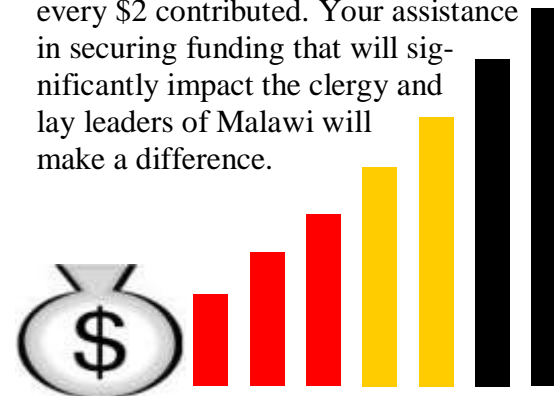 every $2 contributed. Your assistance
in securing funding that will sig-
nificantly impact the clergy and
lay leaders of Malawi will
make a difference.
$